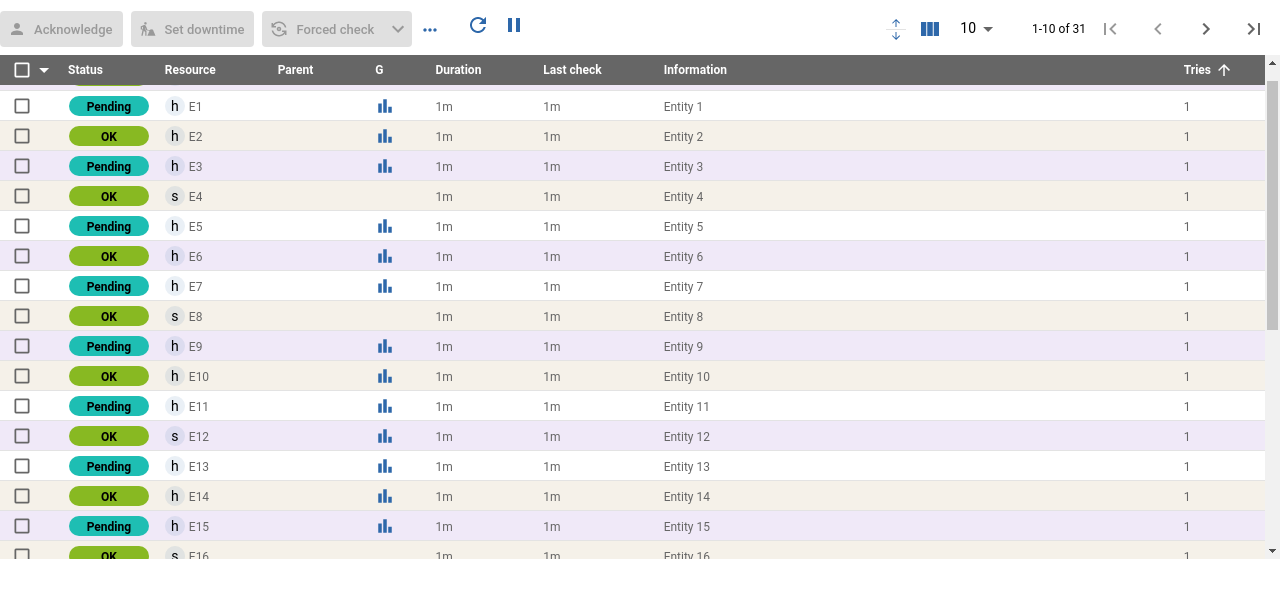 Acknowledge Set downtime Forced check 10 1-10 of 31
Status Resource Parent G Duration Last check Information Tries
Pending h E1 1m 1m Entity 1 1
OK h E2 1m 1m Entity 2 1
Pending h E3 1m 1m Entity 3 1
OK s E4 1m 1m Entity 4 1
Pending h E5 1m 1m Entity 5 1
OK h E6 1m 1m Entity 6 1
Pending h E7 1m 1m Entity 7 1
OK s E8 1m 1m Entity 8 1
Pending h E9 1m 1m Entity 9 1
OK h E10 1m 1m Entity 10 1
Pending h E11 1m 1m Entity 11 1
OK s E12 1m 1m Entity 12 1
Pending h E13 1m 1m Entity 13 1
OK h E14 1m 1m Entity 14 1
Pending h E15 1m 1m Entity 15 1
OK s E16 1m 1m Entity 16 1